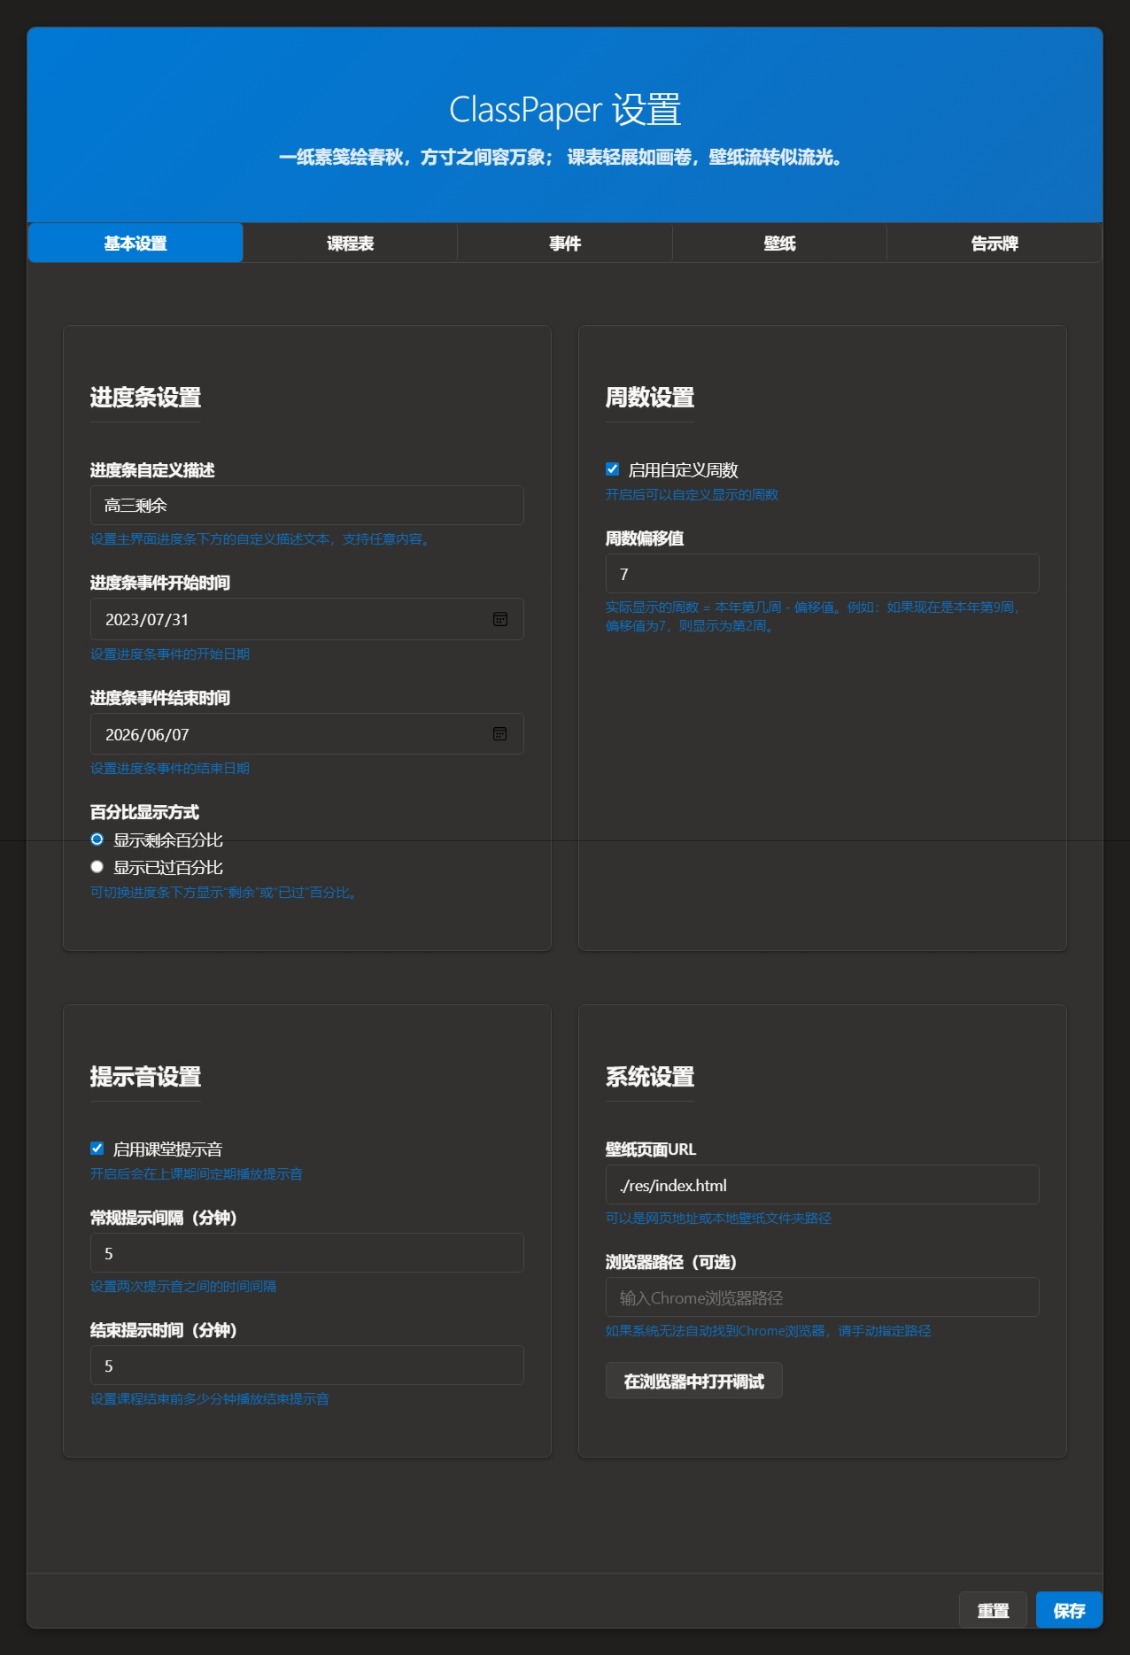 ClassPaper 设置
一纸素笺绘春秋，方寸之间容万象； 课表轻展如画卷，壁纸流转似流光。
基本设置
课程表
事件
壁纸
告示牌
进度条设置
进度条自定义描述
高三剩余
设置主界面进度条下方的自定义描述文本，支持任意内容。
进度条事件开始时间
2023/07/31
设置进度条事件的开始日期
进度条事件结束时间
2026/06/07
设置进度条事件的结束日期
百分比显示方式
显示剩余百分比
显示已过百分比
可切换进度条下方显示"剩余"或"已过"百分比。
周数设置
启用自定义周数
开启后可以自定义显示的周数
周数偏移值
7
实际显示的周数 = 本年第几周 - 偏移值。例如：如果现在是本年第9周，
偏移值为7，则显示为第2周。
提示音设置
启用课堂提示音
开启后会在上课期间定期播放提示音
常规提示间隔（分钟）
5
设置两次提示音之间的时间间隔
结束提示时间（分钟）
5
设置课程结束前多少分钟播放结束提示音
系统设置
壁纸页面URL
./res/index.html
可以是网页地址或本地壁纸文件夹路径
浏览器路径（可选）
输入Chrome浏览器路径
如果系统无法自动找到Chrome浏览器，请手动指定路径
在浏览器中打开调试
重置
保存